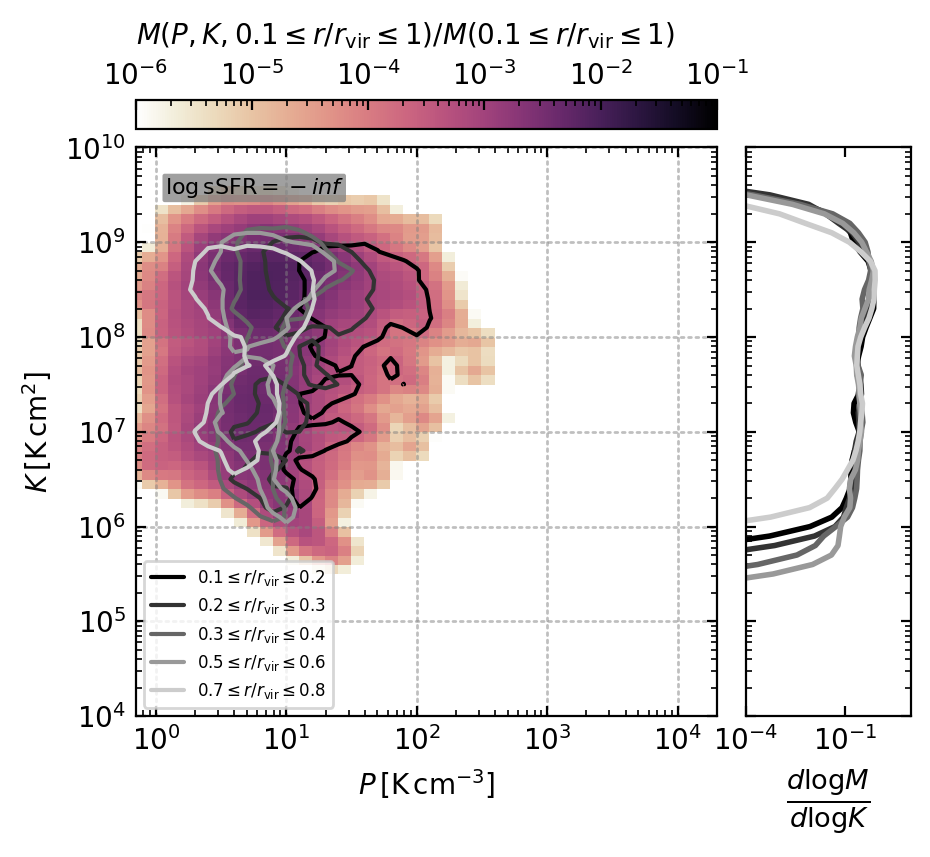 M(P, K, 0.1 ≤ r/r_vir ≤ 1)/M(0.1 ≤ r/r_vir ≤ 1)
10^−6 10^−5 10^−4 10^−3 10^−2 10^−1
10^10
log sSFR = −inf
10^9
10^8
10^7
10^6
10^5
10^4
K [K cm^2]
0.1 ≤ r/r_vir ≤ 0.2
0.2 ≤ r/r_vir ≤ 0.3
0.3 ≤ r/r_vir ≤ 0.4
0.5 ≤ r/r_vir ≤ 0.6
0.7 ≤ r/r_vir ≤ 0.8
10^0 10^1 10^2 10^3 10^4 10^−4 10^−1
P [K cm^−3]
dlogM
dlogK